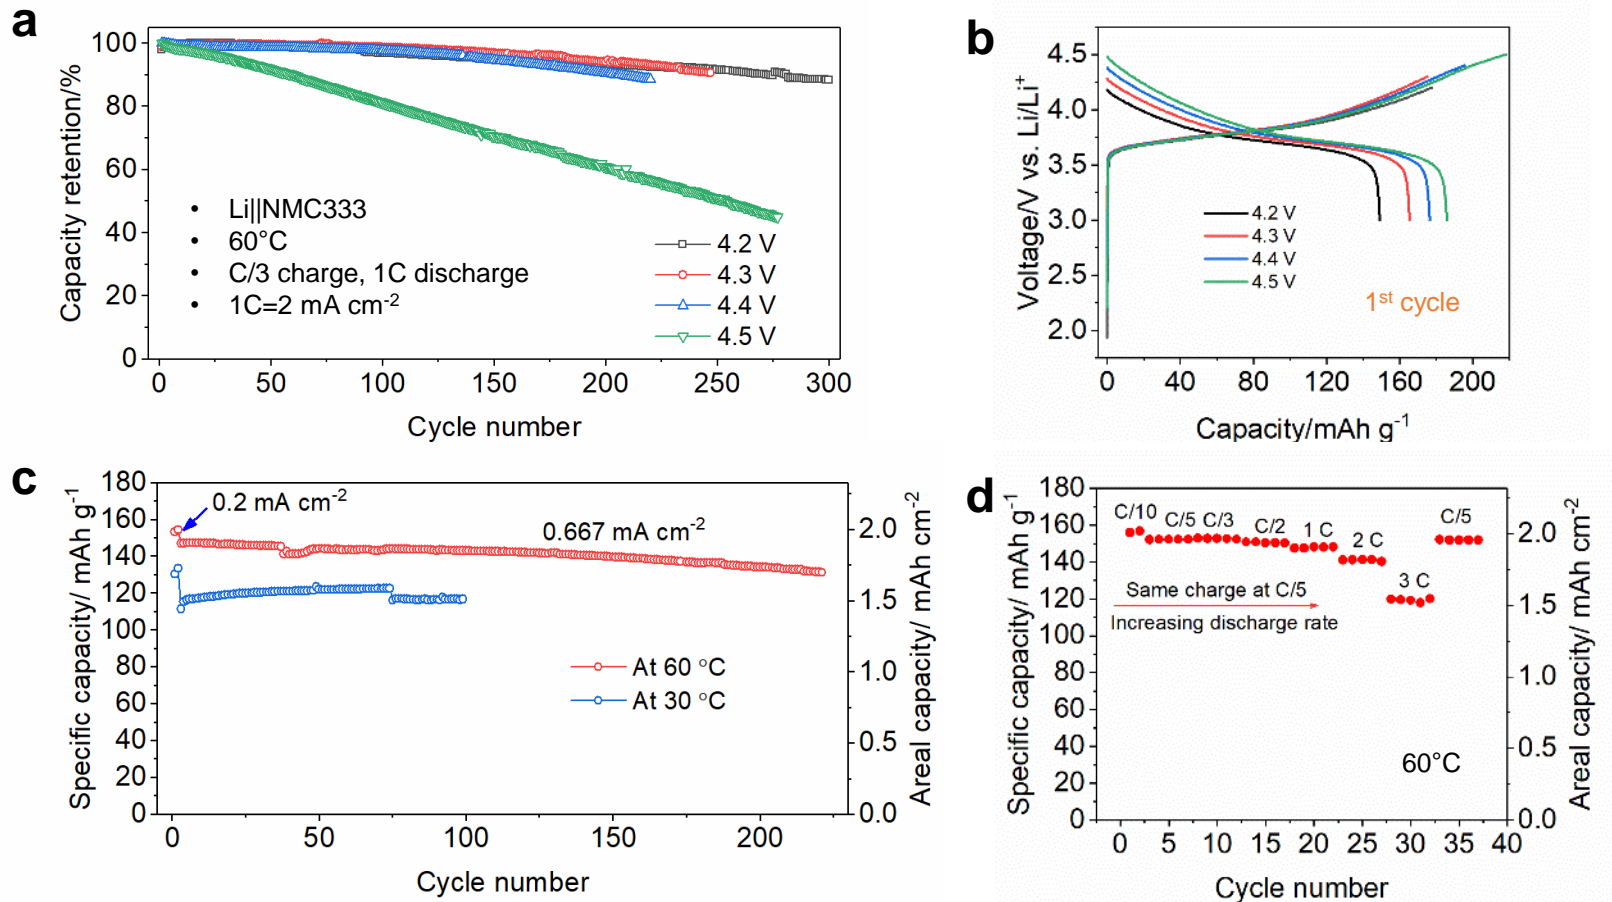 a
100
80
60
40
20
0
Capacity retention/%
• Li||NMC333
• 60°C
• C/3 charge, 1C discharge
• 1C=2 mA cm-2
4.2 V
4.3 V
4.4 V
4.5 V
0 50 100 150 200 250 300
Cycle number
b
4.5
4.0
3.5
3.0
2.5
2.0
Voltage/V vs. Li/Li+
4.2 V
4.3 V
4.4 V
4.5 V
1st cycle
0 40 80 120 160 200
Capacity/mAh g-1
c
180
160
140
120
100
80
60
40
20
0
Specific capacity/ mAh g-1
0.2 mA cm-2
0.667 mA cm-2
At 60 °C
At 30 °C
2.0
1.5
1.0
0.5
0.0
Areal capacity/ mAh cm-2
0 50 100 150 200
Cycle number
d
180
160
140
120
100
80
60
40
20
0
Specific capacity/ mAh g-1
C/10 C/5 C/3 C/2 1 C 2 C 3 C C/5
Same charge at C/5
Increasing discharge rate
60°C
2.0
1.5
1.0
0.5
0.0
Areal capacity/ mAh cm-2
0 5 10 15 20 25 30 35 40
Cycle number